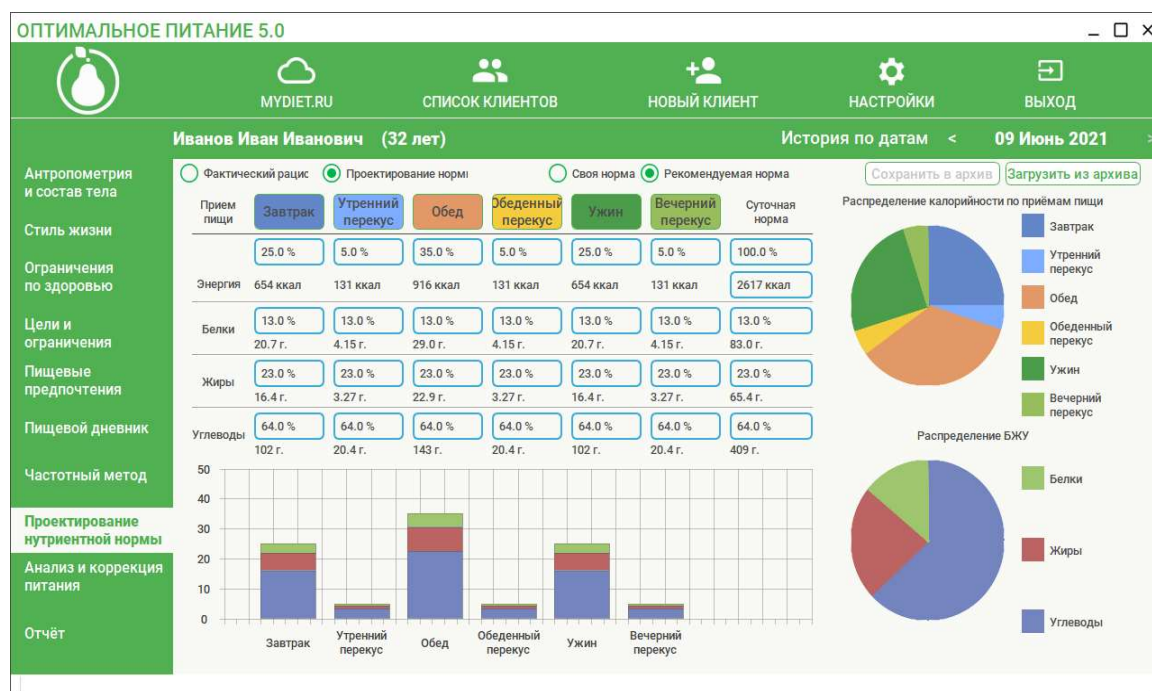 ОПТИМАЛЬНОЕ ПИТАНИЕ 5.0
MYDIET.RU
СПИСОК КЛИЕНТОВ
НОВЫЙ КЛИЕНТ
НАСТРОЙКИ
ВЫХОД
Иванов Иван Иванович (32 лет)
История по датам < 09 Июнь 2021 >
Антропометрия
и состав тела
Стиль жизни
Ограничения
по здоровью
Цели и
ограничения
Пищевые
предпочтения
Пищевой дневник
Частотный метод
Проектирование
нутриентной нормы
Анализ и коррекция
питания
Отчёт
Фактический рацис
Проектирование норми
Своя норма
Рекомендуемая норма
Сохранить в архив
Загрузить из архива
Прием
пищи
Завтрак
Утренний
перекус
Обед
Обеденный
перекус
Ужин
Вечерний
перекус
Суточная
норма
25.0 % 5.0 % 35.0 % 5.0 % 25.0 % 5.0 % 100.0 %
Энергия 654 ккал 131 ккал 916 ккал 131 ккал 654 ккал 131 ккал 2617 ккал
Белки 13.0 % 13.0 % 13.0 % 13.0 % 13.0 % 13.0 % 13.0 %
20.7 г. 4.15 г. 29.0 г. 4.15 г. 20.7 г. 4.15 г. 83.0 г.
Жиры 23.0 % 23.0 % 23.0 % 23.0 % 23.0 % 23.0 % 23.0 %
16.4 г. 3.27 г. 22.9 г. 3.27 г. 16.4 г. 3.27 г. 65.4 г.
Углеводы 64.0 % 64.0 % 64.0 % 64.0 % 64.0 % 64.0 % 64.0 %
102 г. 20.4 г. 143 г. 20.4 г. 102 г. 20.4 г. 409 г.
50
40
30
20
10
0
Завтрак
Утренний
перекус
Обед
Обеденный
перекус
Ужин
Вечерний
перекус
Распределение калорийности по приёмам пищи
Завтрак
Утренний
перекус
Обед
Обеденный
перекус
Ужин
Вечерний
перекус
Распределение БЖУ
Белки
Жиры
Углеводы